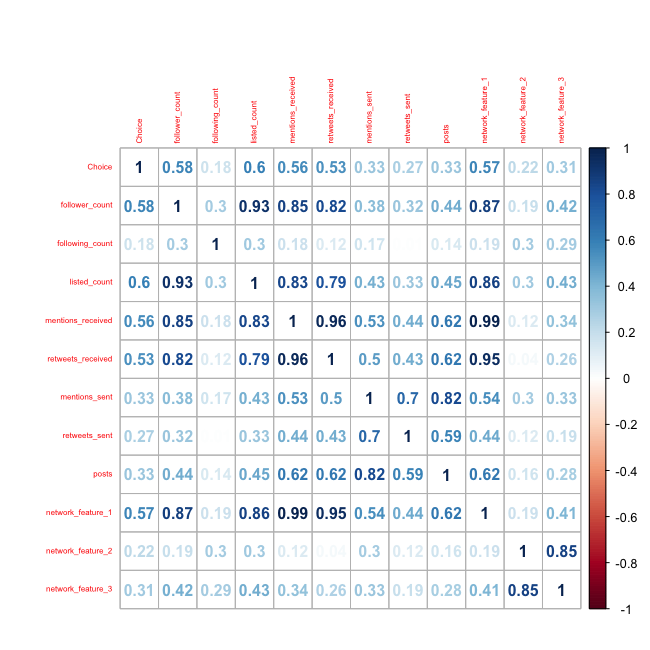 Choice follower_count following_count listed_count mentions_received retweets_received mentions_sent retweets_sent posts network_feature_1 network_feature_2 network_feature_3
Choice 1 0.58 0.18 0.6 0.56 0.53 0.33 0.27 0.33 0.57 0.22 0.31
follower_count 0.58 1 0.3 0.93 0.85 0.82 0.38 0.32 0.44 0.87 0.19 0.42
following_count 0.18 0.3 1 0.3 0.18 0.12 0.17 0.14 0.19 0.3 0.29
listed_count 0.6 0.93 0.3 1 0.83 0.79 0.43 0.33 0.45 0.86 0.3 0.43
mentions_received 0.56 0.85 0.18 0.83 1 0.96 0.53 0.44 0.62 0.99 0.12 0.34
retweets_received 0.53 0.82 0.12 0.79 0.96 1 0.5 0.43 0.62 0.95 0.04 0.26
mentions_sent 0.33 0.38 0.17 0.43 0.53 0.5 1 0.7 0.82 0.54 0.3 0.33
retweets_sent 0.27 0.32 0.33 0.44 0.43 0.7 1 0.59 0.44 0.12 0.19
posts 0.33 0.44 0.14 0.45 0.62 0.62 0.82 0.59 1 0.62 0.16 0.28
network_feature_1 0.57 0.87 0.19 0.86 0.99 0.95 0.54 0.44 0.62 1 0.19 0.41
network_feature_2 0.22 0.19 0.3 0.3 0.12 0.04 0.3 0.12 0.16 0.19 1 0.85
network_feature_3 0.31 0.42 0.29 0.43 0.34 0.26 0.33 0.19 0.28 0.41 0.85 1
1
0.8
0.6
0.4
0.2
0
-0.2
-0.4
-0.6
-0.8
-1